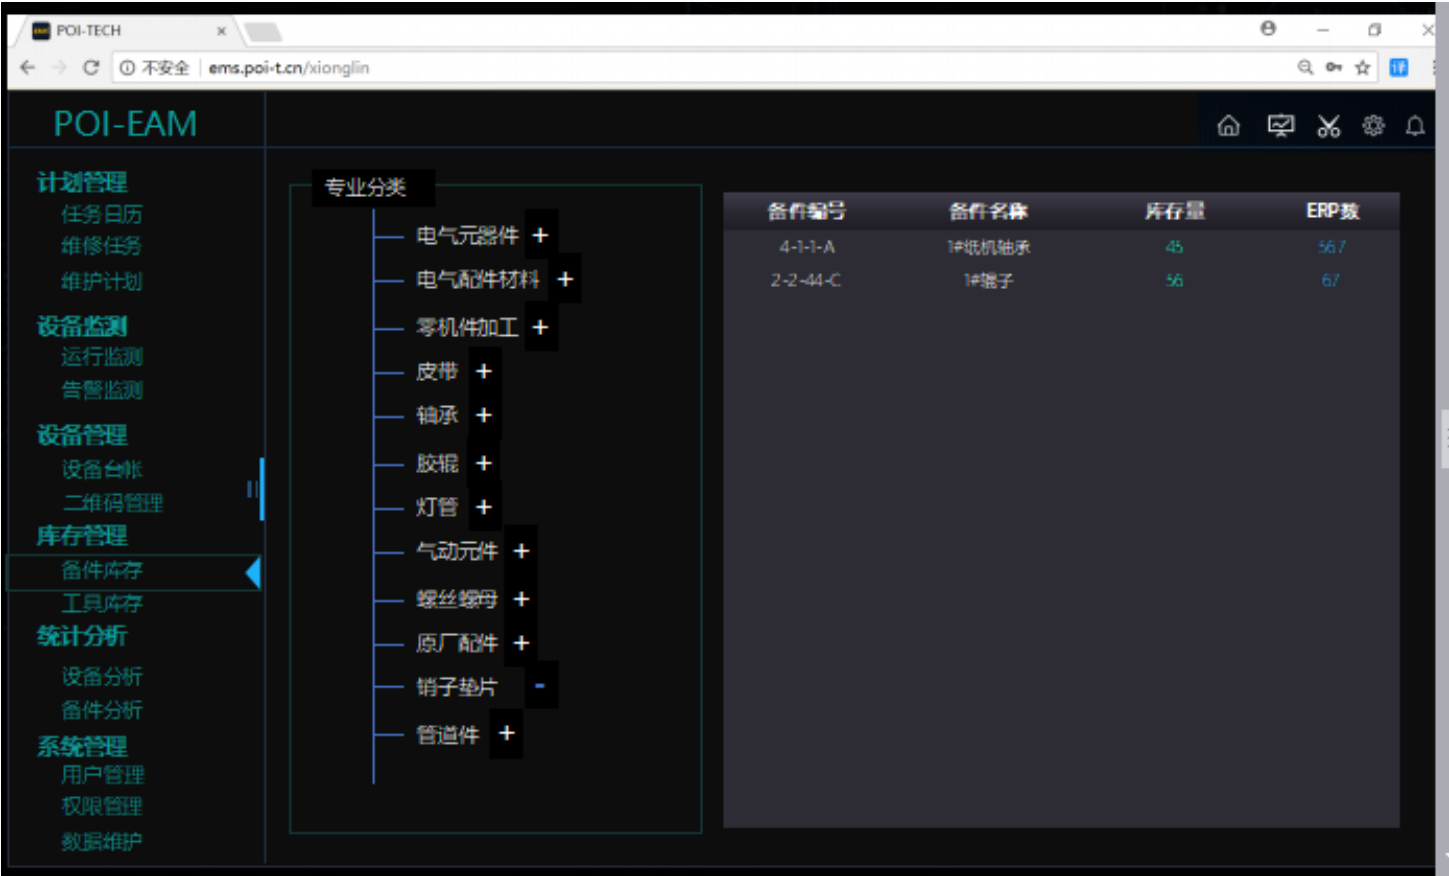 POI-TECH
不安全 ems.poi-t.cn/xionglin
译
POI-EAM
计划管理
任务日历
维修任务
维护计划
设备监测
运行监测
告警监测
设备管理
设备台帐
二维码管理
库存管理
备件库存
工具库存
统计分析
设备分析
备件分析
系统管理
用户管理
权限管理
数据维护
专业分类
电气元器件 +
电气配件材料 +
零机件加工 +
皮带 +
轴承 +
胶辊 +
灯管 +
气动元件 +
螺丝螺母 +
原厂配件 +
销子垫片 -
管道件 +
备件编号 备件名称 库存量 ERP数
4-1-1-A 1#纸机轴承 45 567
2-2-44-C 1#辊子 56 67